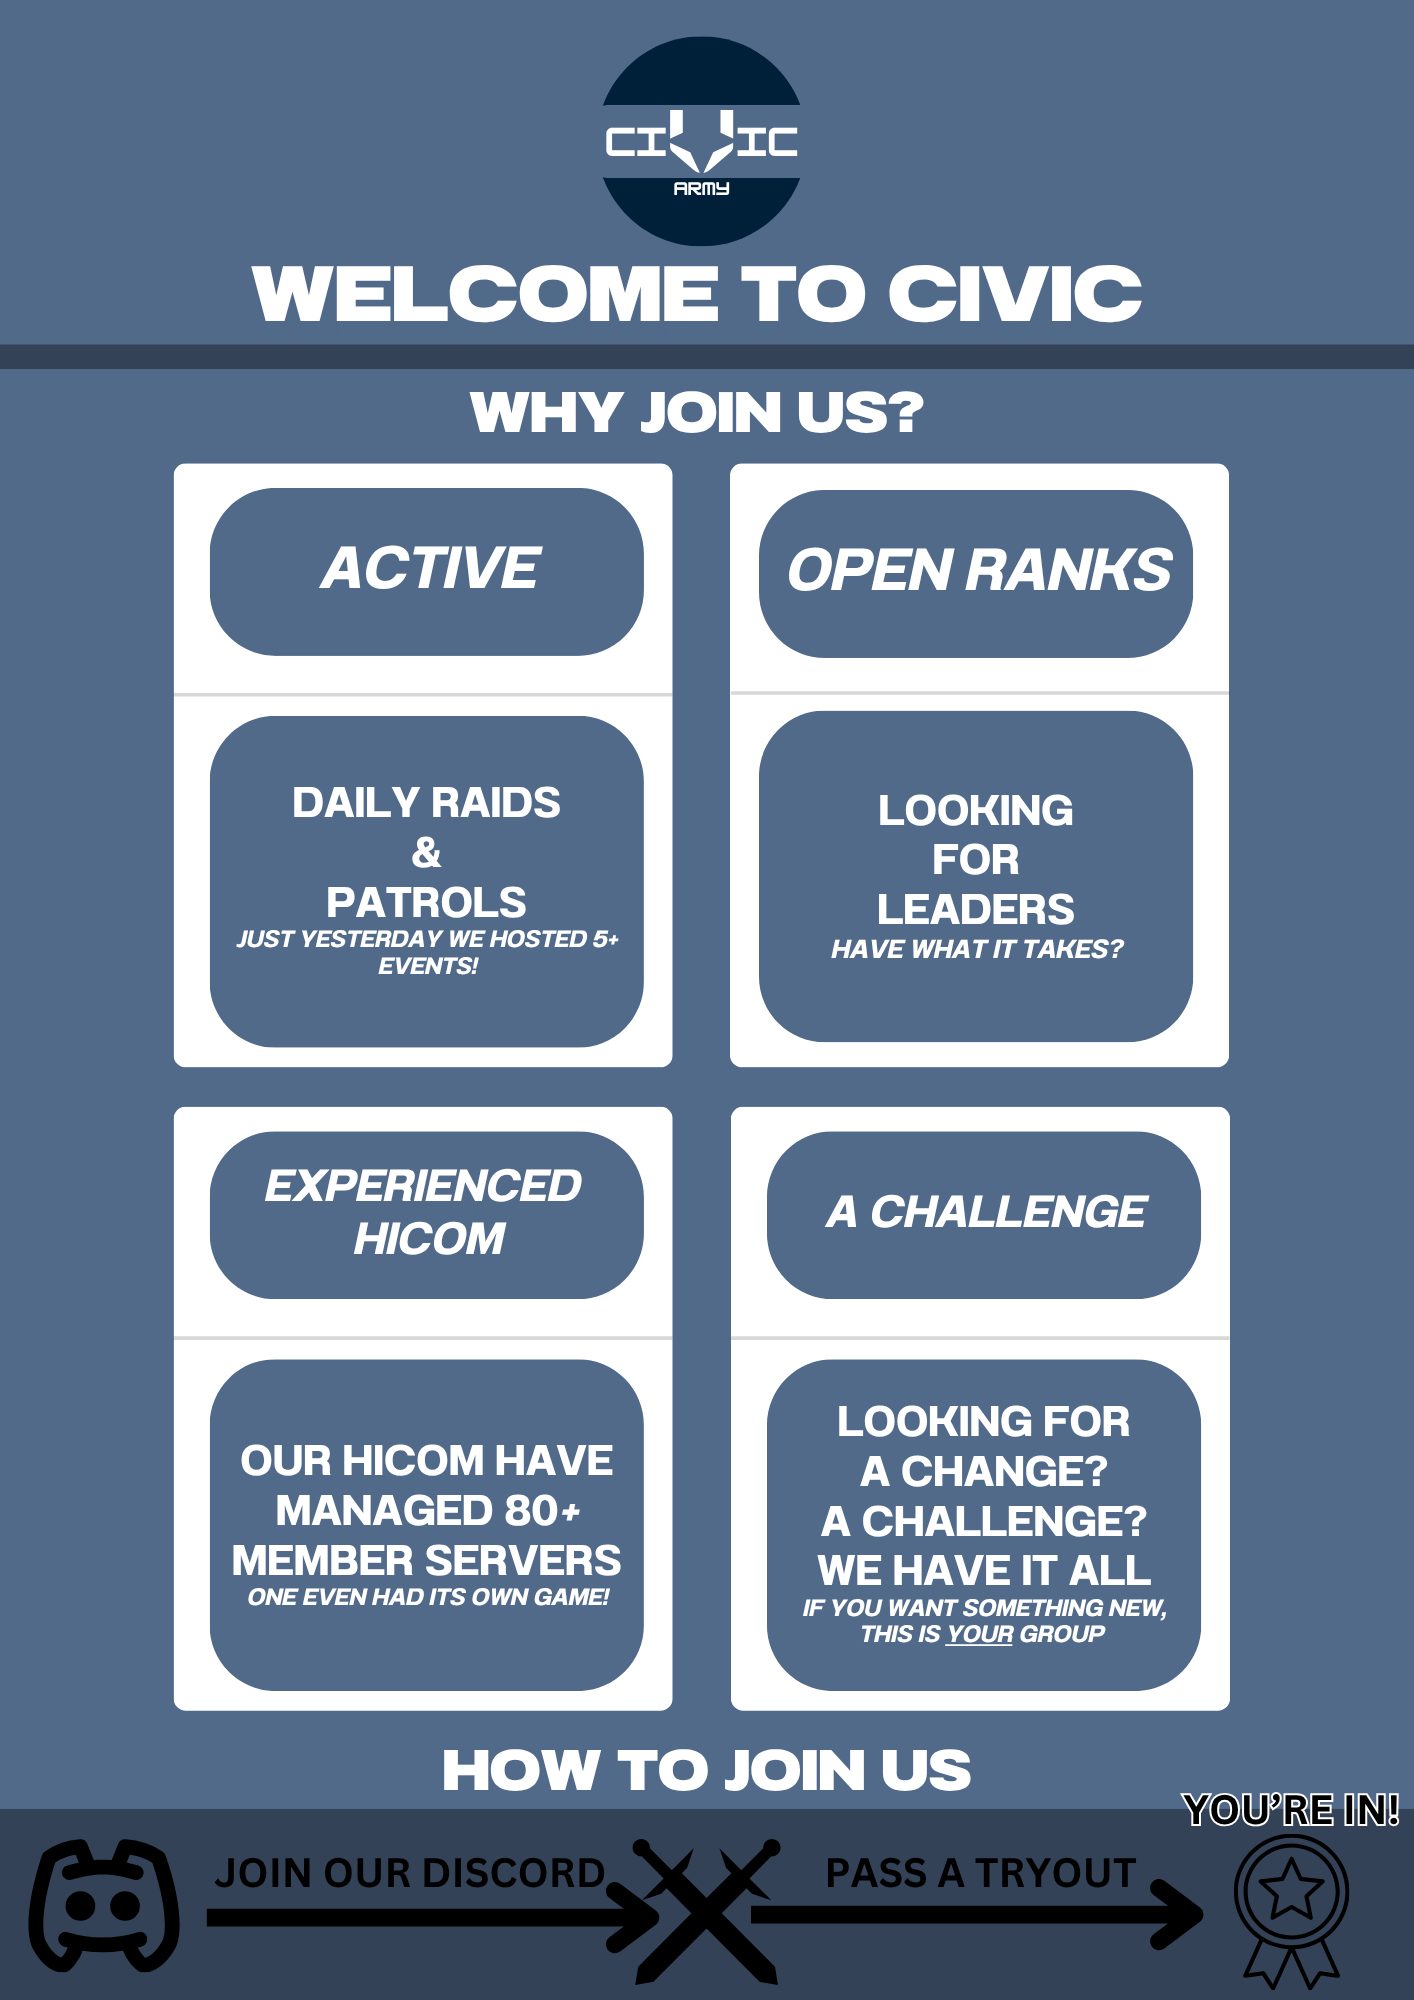 CIVIC
ARMY
WELCOME TO CIVIC
WHY JOIN US?
ACTIVE
DAILY RAIDS
&
PATROLS
JUST YESTERDAY WE HOSTED 5+
EVENTS!
OPEN RANKS
LOOKING
FOR
LEADERS
HAVE WHAT IT TAKES?
EXPERIENCED
HICOM
OUR HICOM HAVE
MANAGED 80+
MEMBER SERVERS
ONE EVEN HAD ITS OWN GAME!
A CHALLENGE
LOOKING FOR
A CHANGE?
A CHALLENGE?
WE HAVE IT ALL
IF YOU WANT SOMETHING NEW,
THIS IS YOUR GROUP
HOW TO JOIN US
JOIN OUR DISCORD
PASS A TRYOUT
YOU'RE IN!